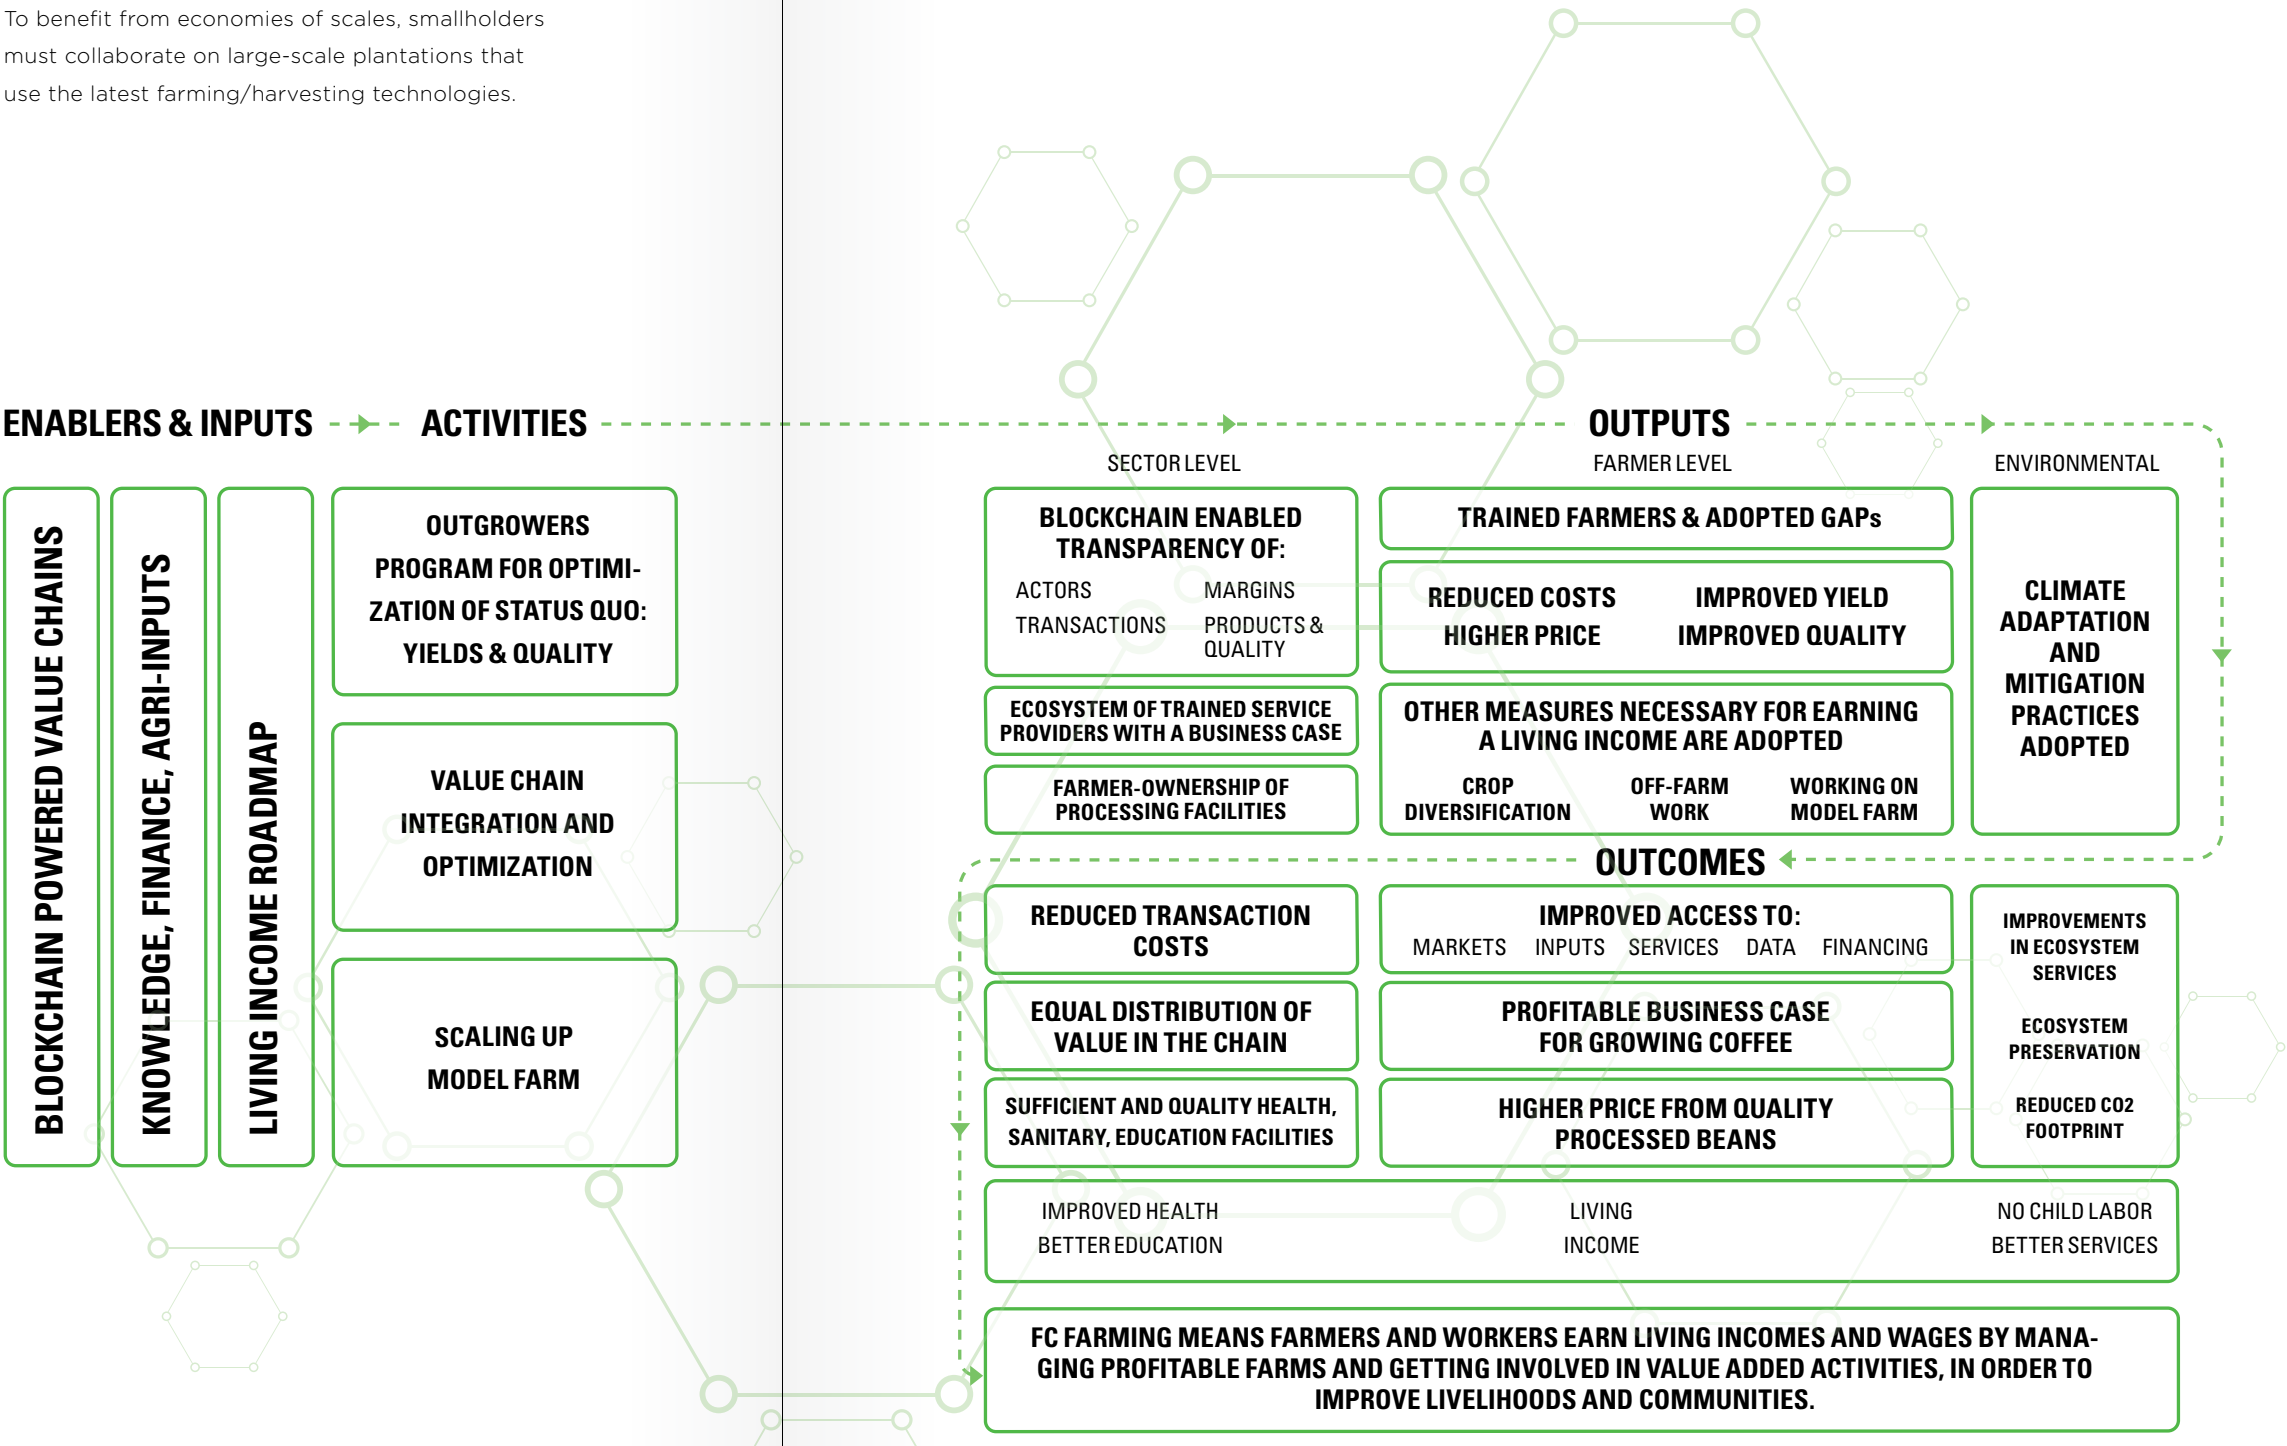 To benefit from economies of scales, smallholders
must collaborate on large-scale plantations that
use the latest farming/harvesting technologies.
ENABLERS & INPUTS
ACTIVITIES
OUTPUTS
SECTOR LEVEL
FARMER LEVEL
ENVIRONMENTAL
BLOCKCHAIN POWERED VALUE CHAINS
KNOWLEDGE, FINANCE, AGRI-INPUTS
LIVING INCOME ROADMAP
OUTGROWERS
PROGRAM FOR OPTIMI-
ZATION OF STATUS QUO:
YIELDS & QUALITY
VALUE CHAIN
INTEGRATION AND
OPTIMIZATION
SCALING UP
MODEL FARM
BLOCKCHAIN ENABLED
TRANSPARENCY OF:
ACTORS MARGINS
TRANSACTIONS PRODUCTS &
QUALITY
ECOSYSTEM OF TRAINED SERVICE
PROVIDERS WITH A BUSINESS CASE
FARMER-OWNERSHIP OF
PROCESSING FACILITIES
TRAINED FARMERS & ADOPTED GAPs
REDUCED COSTS IMPROVED YIELD
HIGHER PRICE IMPROVED QUALITY
OTHER MEASURES NECESSARY FOR EARNING
A LIVING INCOME ARE ADOPTED
CROP
DIVERSIFICATION
OFF-FARM
WORK
WORKING ON
MODEL FARM
CLIMATE
ADAPTATION
AND
MITIGATION
PRACTICES
ADOPTED
OUTCOMES
REDUCED TRANSACTION
COSTS
EQUAL DISTRIBUTION OF
VALUE IN THE CHAIN
SUFFICIENT AND QUALITY HEALTH,
SANITARY, EDUCATION FACILITIES
IMPROVED ACCESS TO:
MARKETS INPUTS SERVICES DATA FINANCING
PROFITABLE BUSINESS CASE
FOR GROWING COFFEE
HIGHER PRICE FROM QUALITY
PROCESSED BEANS
IMPROVEMENTS
IN ECOSYSTEM
SERVICES
ECOSYSTEM
PRESERVATION
REDUCED CO2
FOOTPRINT
IMPROVED HEALTH
BETTER EDUCATION
LIVING
INCOME
NO CHILD LABOR
BETTER SERVICES
FC FARMING MEANS FARMERS AND WORKERS EARN LIVING INCOMES AND WAGES BY MANA-
GING PROFITABLE FARMS AND GETTING INVOLVED IN VALUE ADDED ACTIVITIES, IN ORDER TO
IMPROVE LIVELIHOODS AND COMMUNITIES.